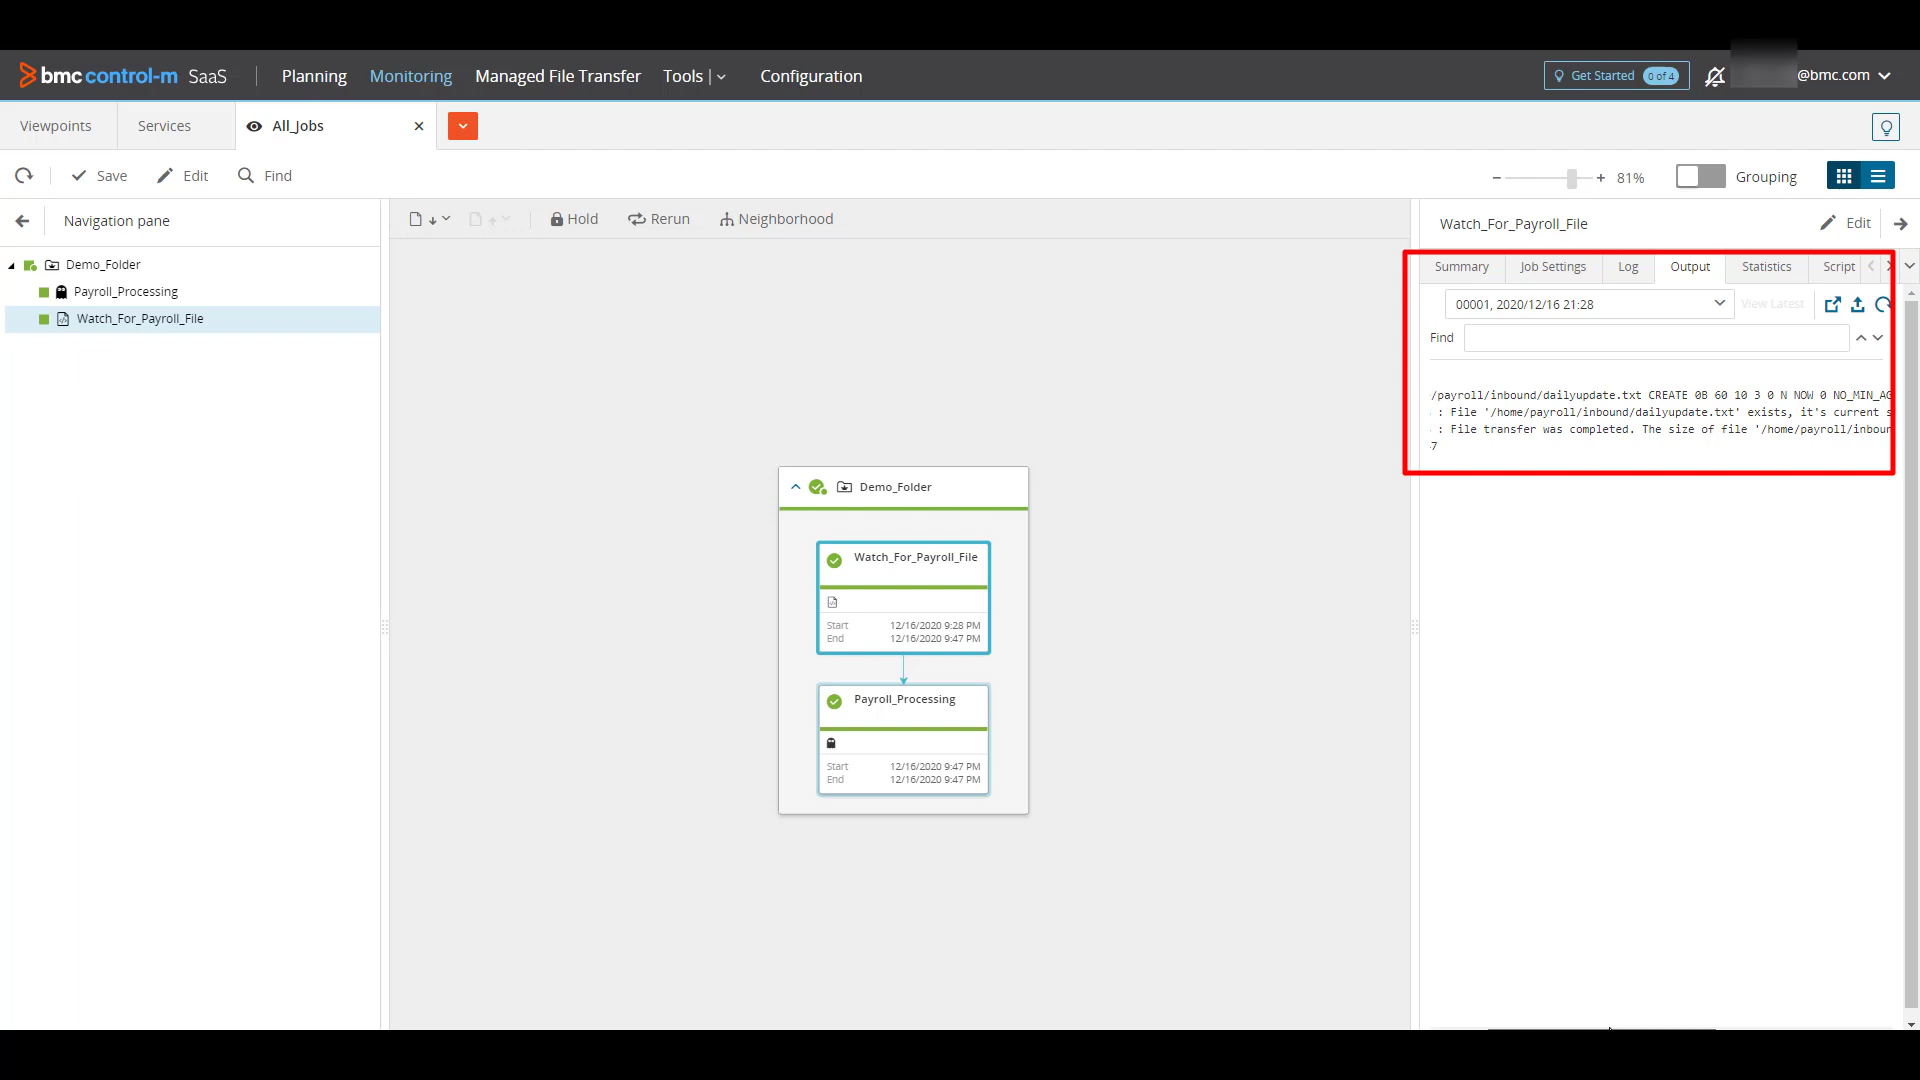 bmc control-m SaaS
Planning
Monitoring
Managed File Transfer
Tools
Configuration
Get Started 0 of 4
@bmc.com
Viewpoints
Services
All_Jobs
Save
Edit
Find
81%
Grouping
Navigation pane
Hold
Rerun
Neighborhood
Watch_For_Payroll_File
Edit
Demo_Folder
Payroll_Processing
Watch_For_Payroll_File
Summary
Job Settings
Log
Output
Statistics
Script
00001, 2020/12/16 21:28
View Latest
Find
/payroll/inbound/dailyupdate.txt CREATE 0B 60 10 3 0 N NOW 0 NO_MIN_AG
: File '/home/payroll/inbound/dailyupdate.txt' exists, it's current s
: File transfer was completed. The size of file '/home/payroll/inboun
7
Demo_Folder
Watch_For_Payroll_File
Start 12/16/2020 9:28 PM
End 12/16/2020 9:47 PM
Payroll_Processing
Start 12/16/2020 9:47 PM
End 12/16/2020 9:47 PM